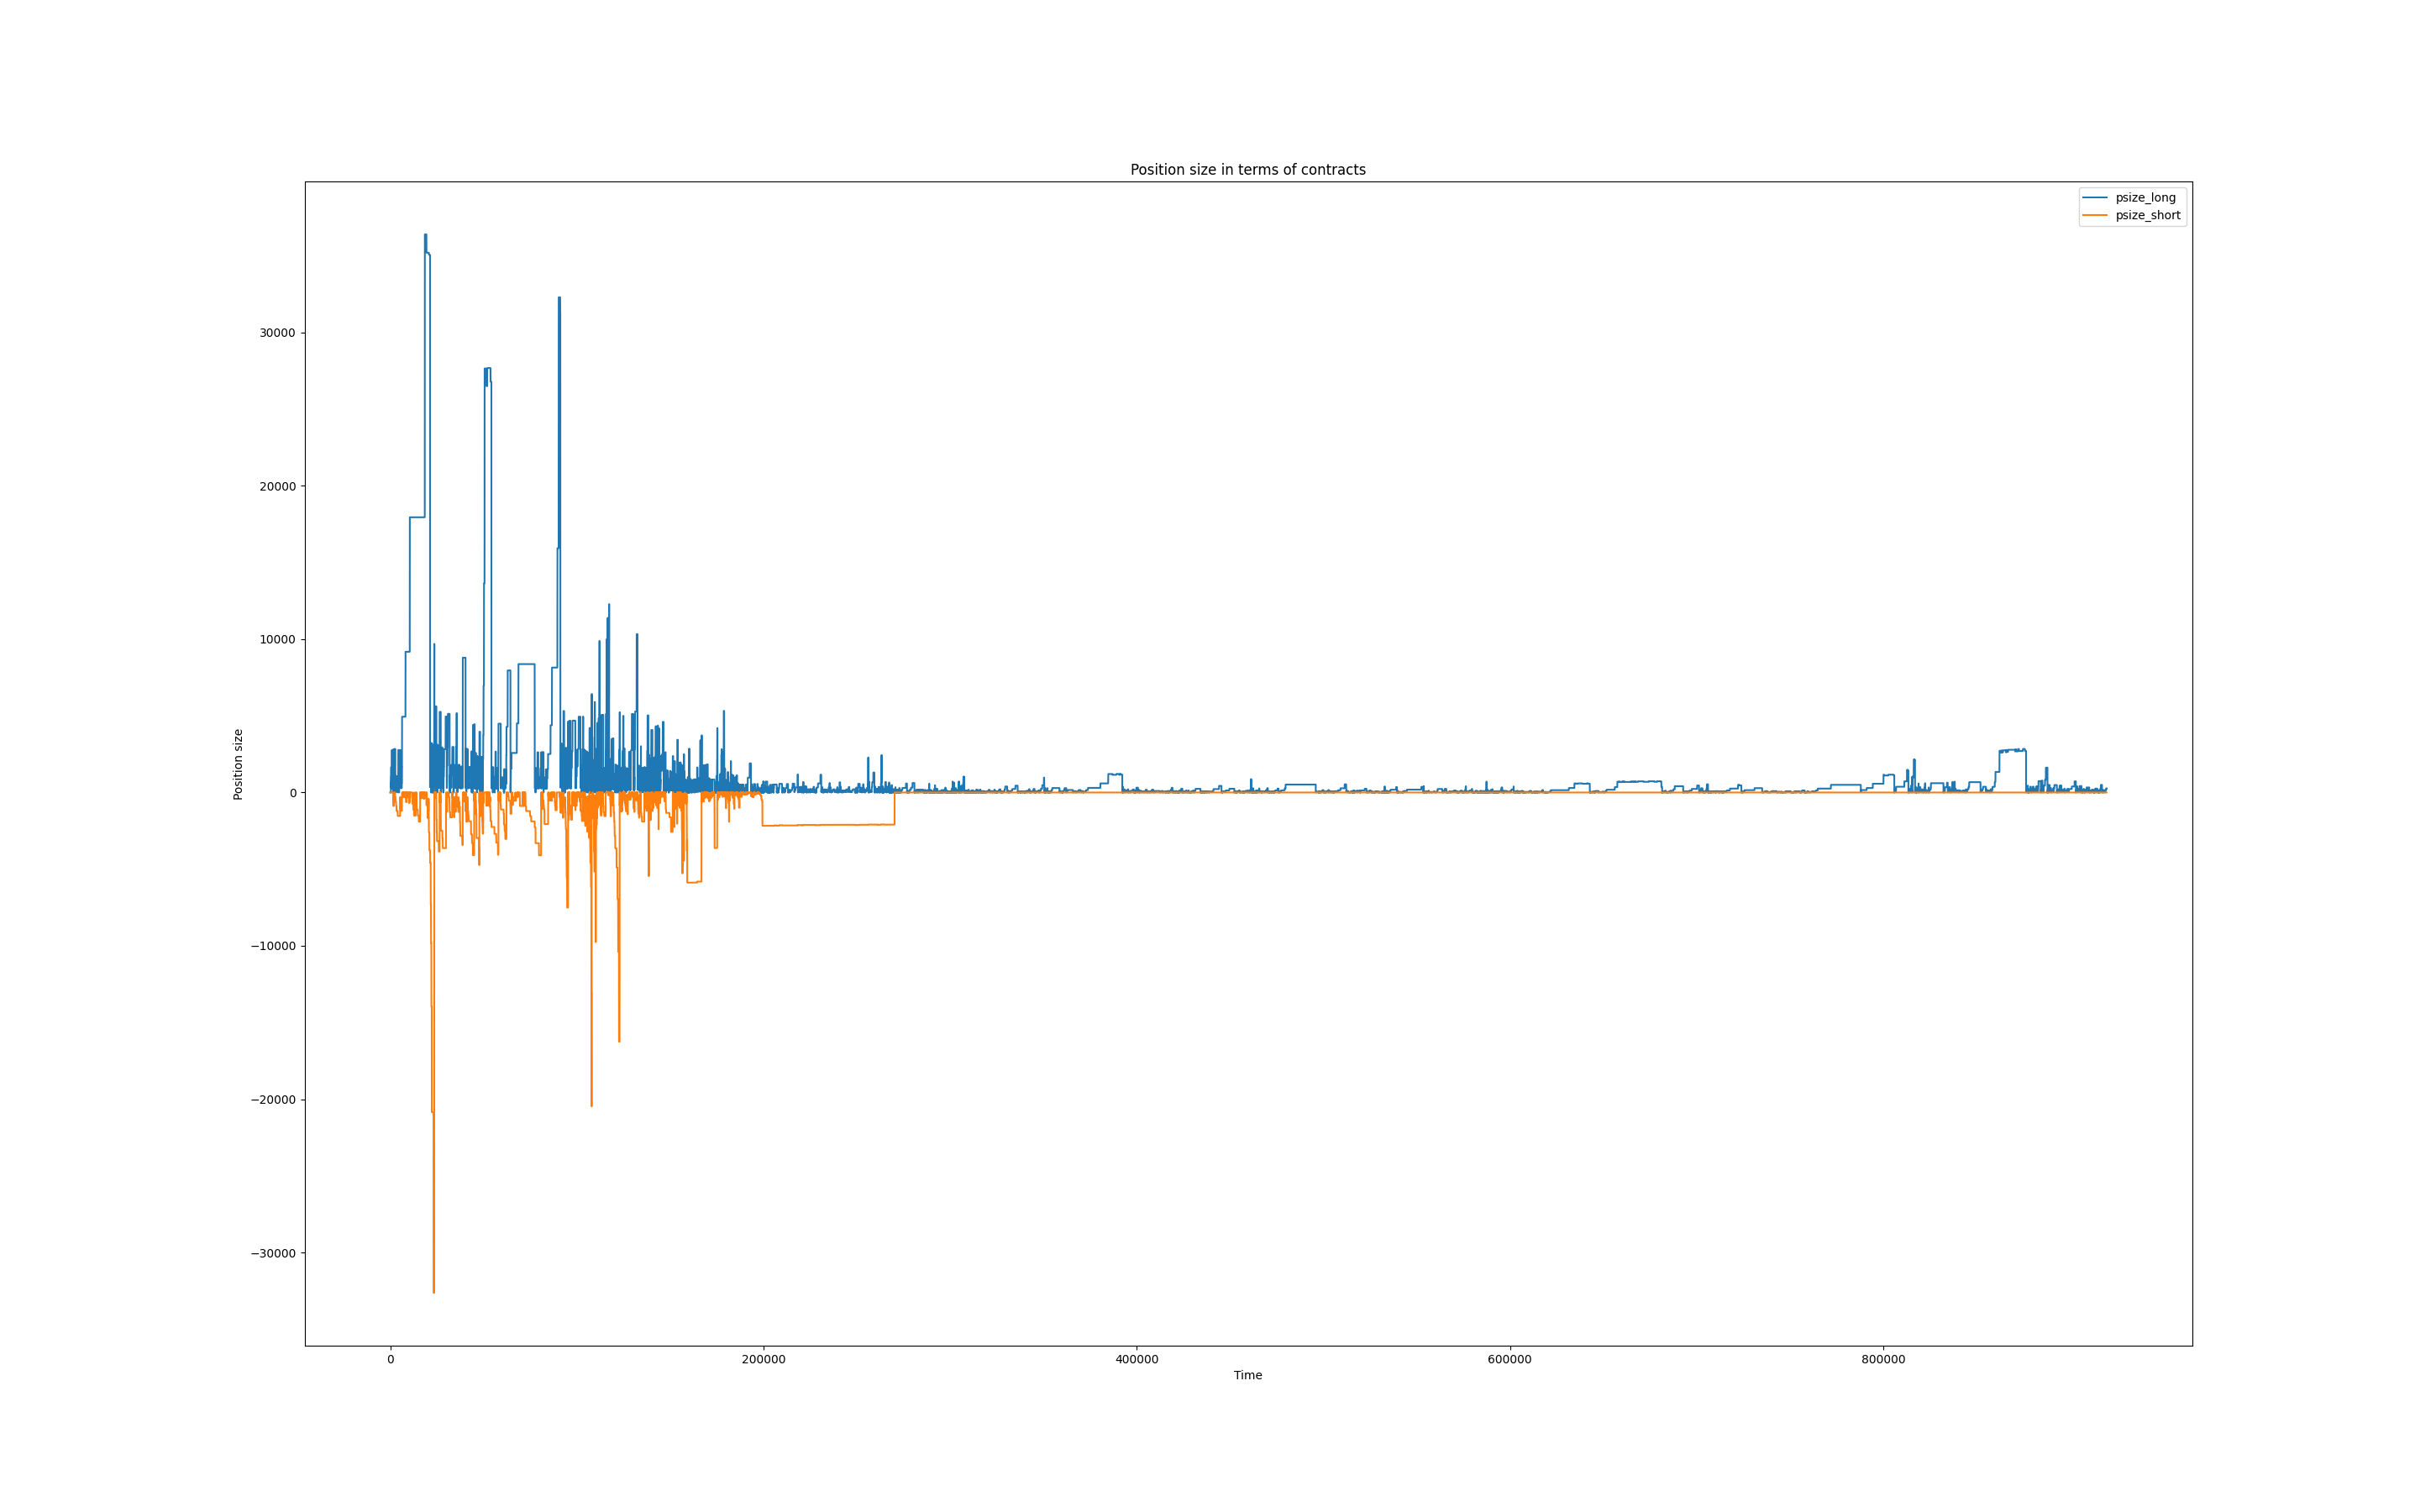 Position size in terms of contracts
psize_long
psize_short
Position size
30000
20000
10000
0
−10000
−20000
−30000
0
200000
400000
600000
800000
Time